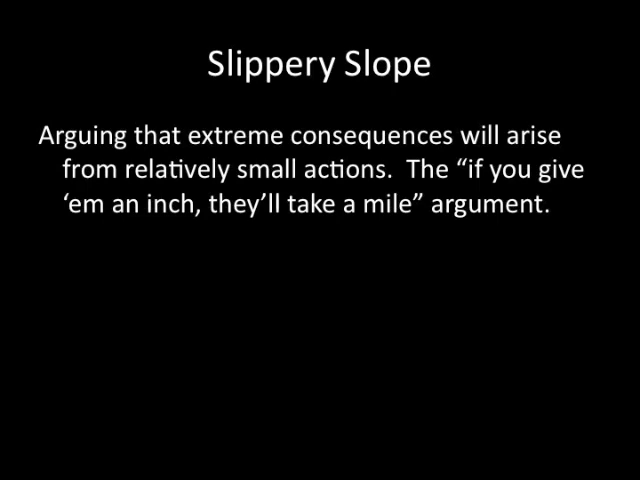 Slippery Slope
Arguing that extreme consequences will arise
from relatively small actions.  The “if you give
‘em an inch, they’ll take a mile” argument.